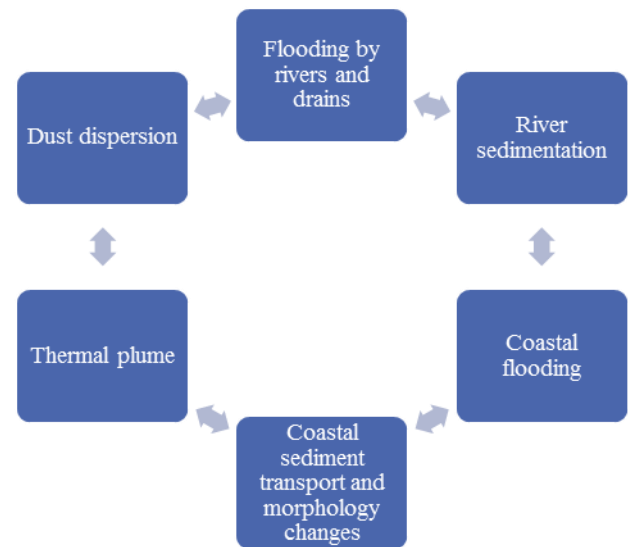 Flooding by
rivers and
drains
River
sedimentation
Coastal
flooding
Coastal
sediment
transport and
morphology
changes
Thermal plume
Dust dispersion